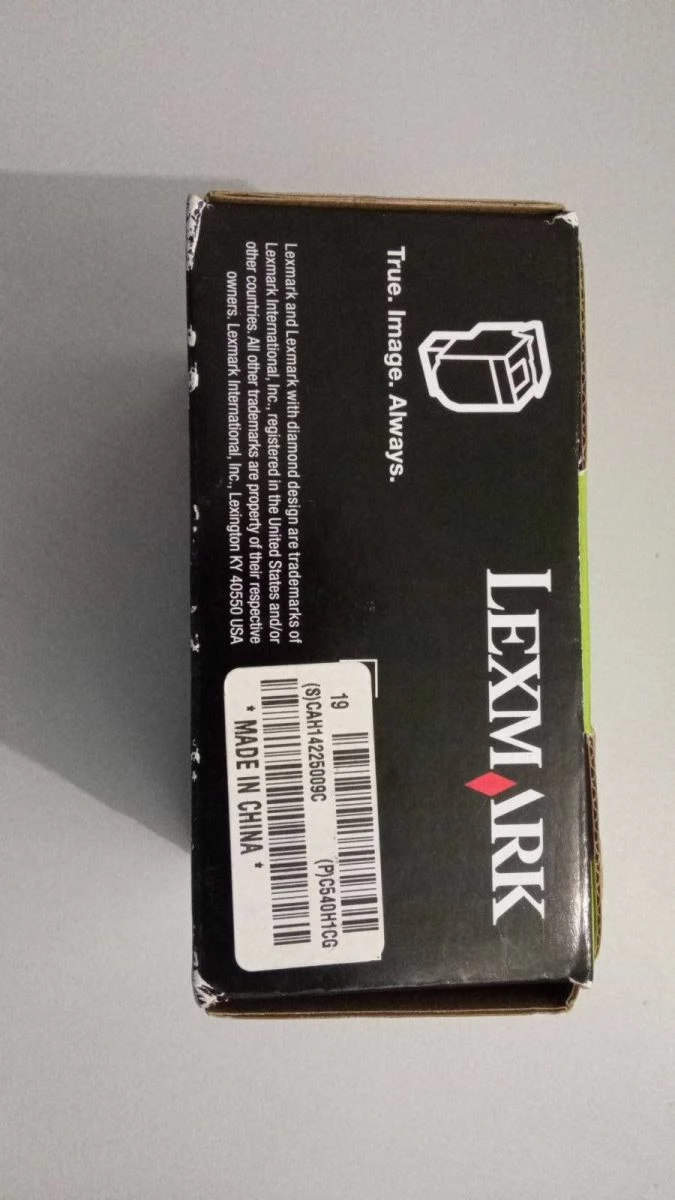 LEXMARK
True. Image. Always.
Lexmark and Lexmark with diamond design are trademarks of
Lexmark International, Inc., registered in the United States and/or
other countries. All other trademarks are property of their respective
owners. Lexmark International, Inc., Lexington KY 40550 USA
19
(P)C540H1CG
(S)CAH14225009C
* MADE IN CHINA *